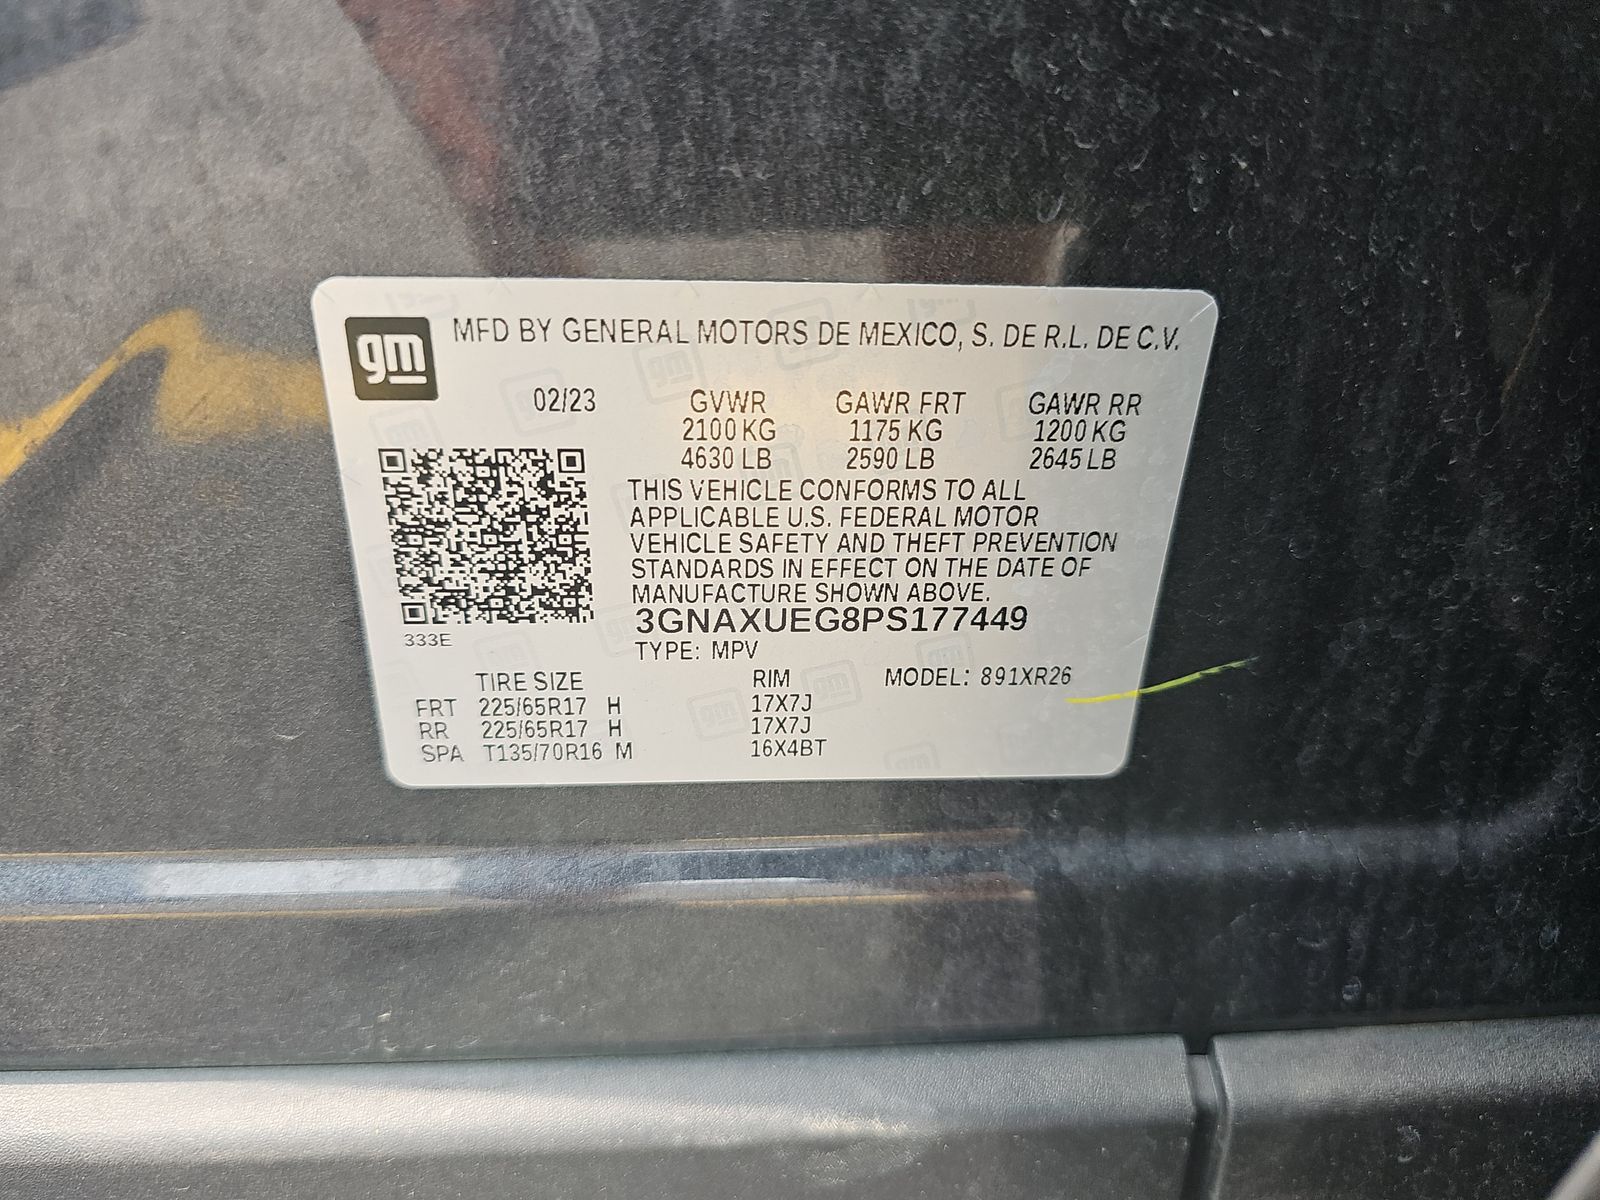 gm MFD BY GENERAL MOTORS DE MEXICO, S. DE R.L. DE C.V.
02/23 GVWR GAWR FRT GAWR RR
2100 KG 1175 KG 1200 KG
4630 LB 2590 LB 2645 LB
THIS VEHICLE CONFORMS TO ALL
APPLICABLE U.S. FEDERAL MOTOR
VEHICLE SAFETY AND THEFT PREVENTION
STANDARDS IN EFFECT ON THE DATE OF
MANUFACTURE SHOWN ABOVE.
3GNAXUEG8PS177449
333E
TYPE: MPV
TIRE SIZE RIM MODEL: 891XR26
FRT 225/65R17 H 17X7J
RR 225/65R17 H 17X7J
SPA T135/70R16 M 16X4BT